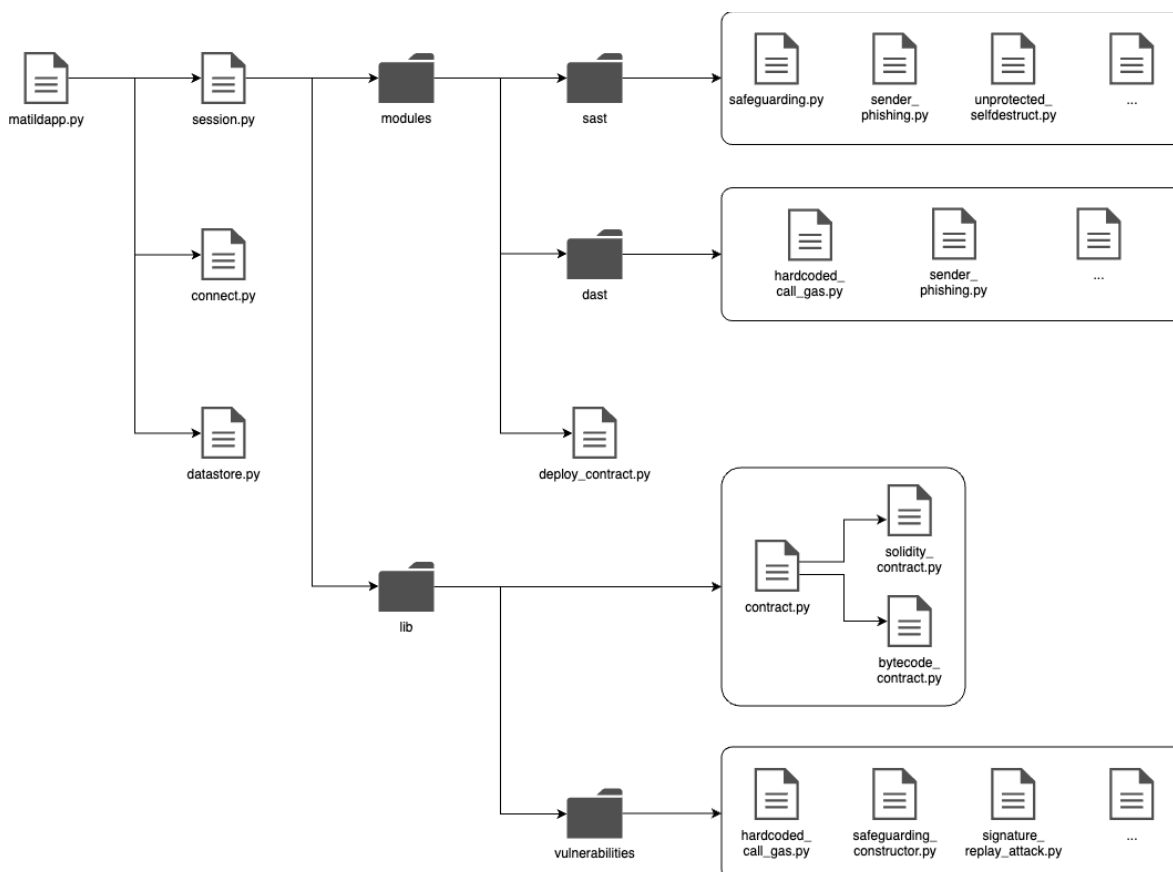 matildapp.py
session.py
modules
sast
safeguarding.py
sender_
phishing.py
unprotected_
selfdestruct.py
...
connect.py
dast
hardcoded_
call_gas.py
sender_
phishing.py
...
datastore.py
deploy_contract.py
lib
contract.py
solidity_
contract.py
bytecode_
contract.py
vulnerabilities
hardcoded_
call_gas.py
safeguarding_
constructor.py
signature_
replay_attack.py
...